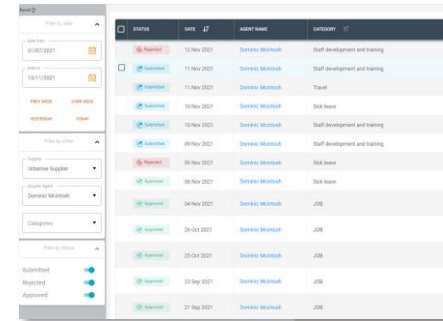 Reset
Filter by date
Date from
01/07/2021
Date to
10/11/2021
PREV WEEK CURR WEEK
YESTERDAY TODAY
Filter by other
Supplier
Urbanise Supplier
Supplier Agent
Dominic McIntosh
Categories
Filter by status
Submitted
Rejected
Approved
STATUS DATE AGENT NAME CATEGORY
Rejected 12 Nov 2021 Dominic McIntosh Staff development and training
Submitted 11 Nov 2021 Dominic McIntosh Staff development and training
Submitted 11 Nov 2021 Dominic McIntosh Travel
Submitted 10 Nov 2021 Dominic McIntosh Sick leave
Submitted 10 Nov 2021 Dominic McIntosh Staff development and training
Submitted 09 Nov 2021 Dominic McIntosh Staff development and training
Rejected 09 Nov 2021 Dominic McIntosh Sick leave
Approved 08 Nov 2021 Dominic McIntosh Sick leave
Approved 04 Nov 2021 Dominic McIntosh JOB
Approved 26 Oct 2021 Dominic McIntosh JOB
Approved 25 Oct 2021 Dominic McIntosh JOB
Approved 23 Sep 2021 Dominic McIntosh JOB
Approved 21 Sep 2021 Dominic McIntosh JOB